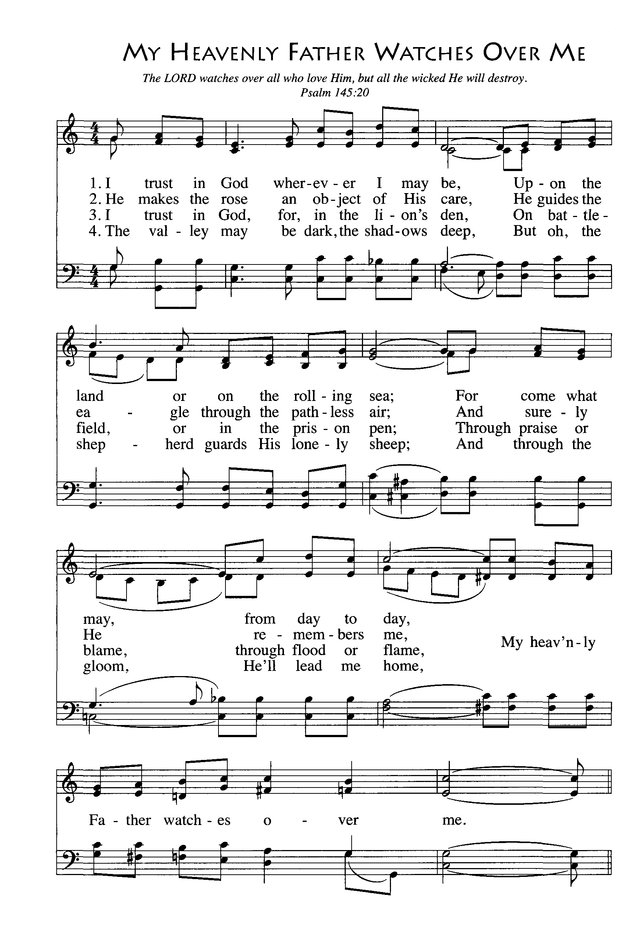 MY HEAVENLY FATHER WATCHES OVER ME
The LORD watches over all who love Him, but all the wicked He will destroy.
Psalm 145:20
1. I trust in God wher-ev-er I may be, Up-on the
2. He makes the rose an ob-ject of His care, He guides the
3. I trust in God, for, in the li-on's den, On bat-tle-
4. The val-ley may be dark, the shad-ows deep, But oh, the
land or on the roll-ing sea; For come what
ea-gle through the path-less air; And sure-ly
field, or in the pris-on pen; Through praise or
shep-herd guards His lone-ly sheep; And through the
may, from day to day,
He re-mem-bers me,
blame, through flood or flame,
gloom, He'll lead me home,
My heav'n-ly
Fa-ther watch-es o-ver me.